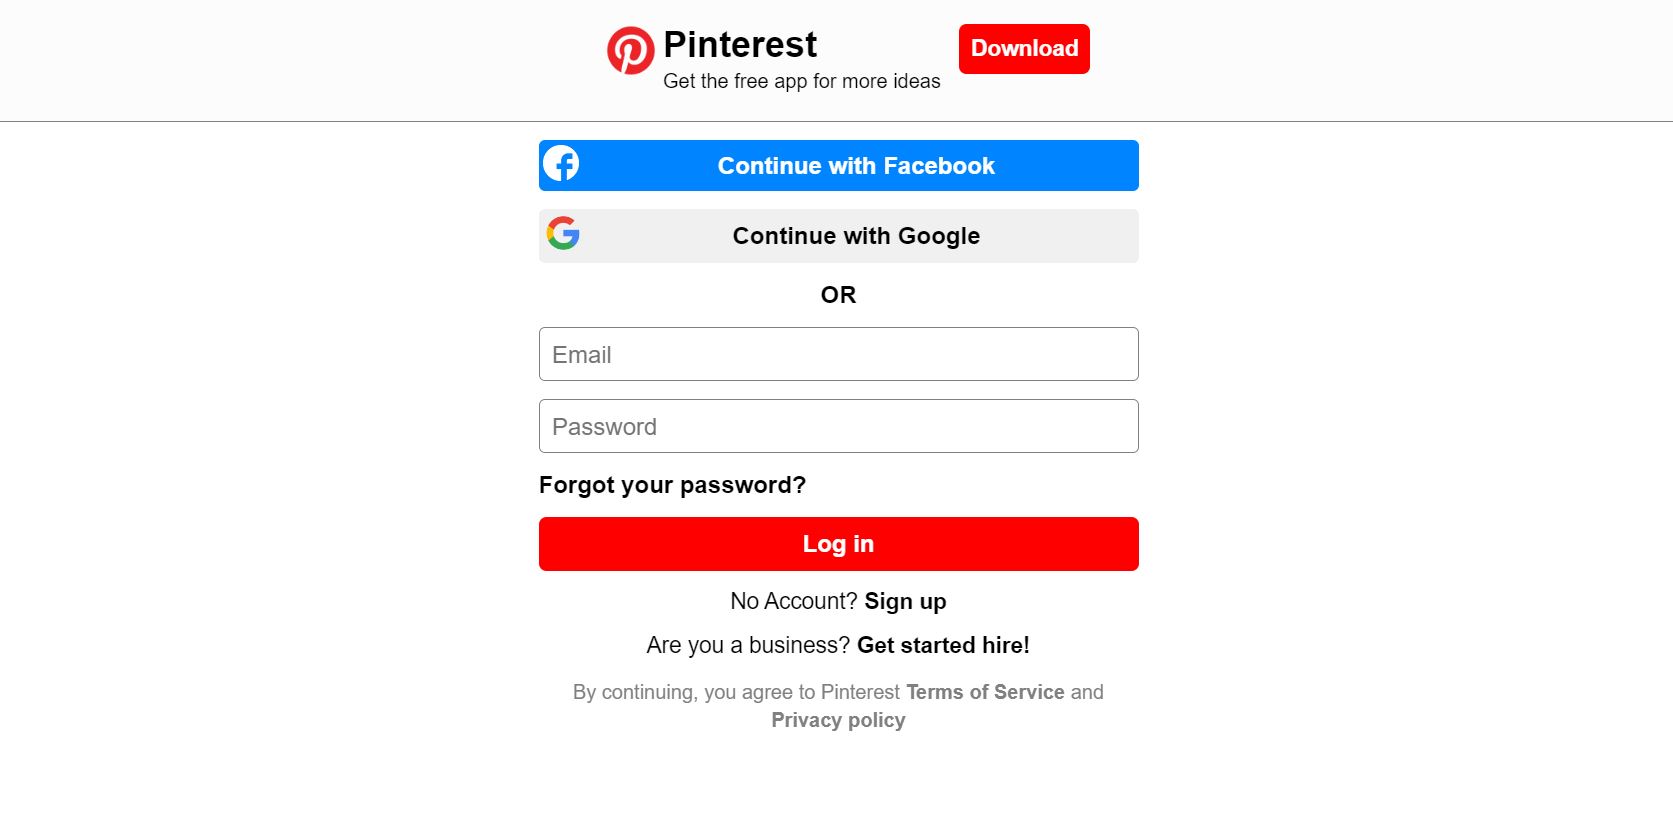 Pinterest
Get the free app for more ideas
Download
Continue with Facebook
Continue with Google
OR
Email
Password
Forgot your password?
Log in
No Account? Sign up
Are you a business? Get started hire!
By continuing, you agree to Pinterest Terms of Service and
Privacy policy